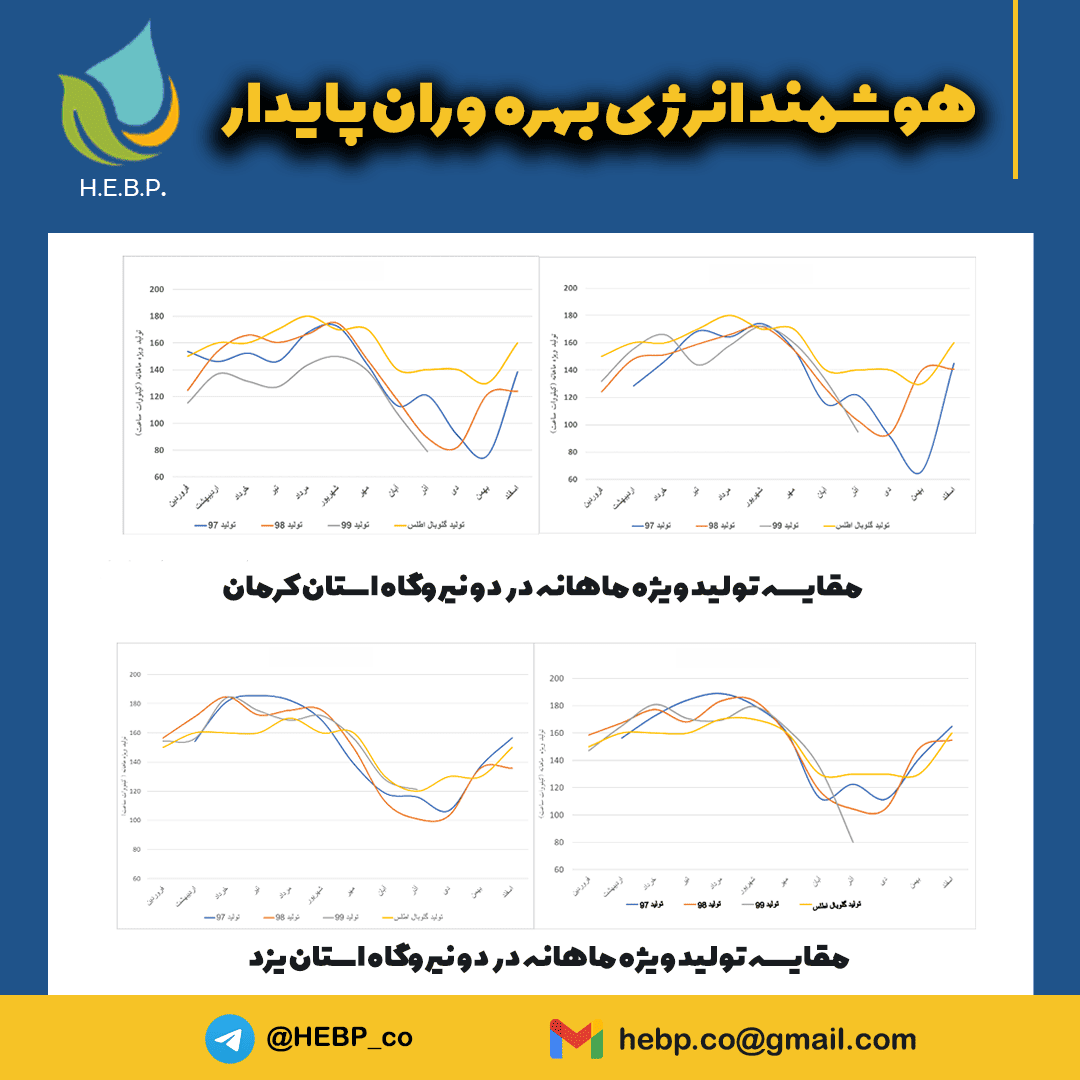 هوشمند انرژی بهره وران پایدار
H.E.B.P.
تولید ویژه ماهانه (کیلووات ساعت)
200
180
160
140
120
100
80
60
فروردین
اردیبهشت
خرداد
تیر
مرداد
شهریور
مهر
آبان
آذر
دی
بهمن
اسفند
تولید 97
تولید 98
تولید 99
تولید گلوبال اطلس
تولید ویژه ماهانه (کیلووات ساعت)
200
180
160
140
120
100
80
60
فروردین
اردیبهشت
خرداد
تیر
مرداد
شهریور
مهر
آبان
آذر
دی
بهمن
اسفند
تولید 97
تولید 98
تولید 99
تولید گلوبال اطلس
مقایسه تولید ویژه ماهانه در دو نیروگاه استان کرمان
تولید ویژه ماهانه (کیلووات ساعت)
200
180
160
140
120
100
80
60
فروردین
اردیبهشت
خرداد
تیر
مرداد
شهریور
مهر
آبان
آذر
دی
بهمن
اسفند
تولید 97
تولید 98
تولید 99
تولید گلوبال اطلس
تولید ویژه ماهانه (کیلووات ساعت)
200
180
160
140
120
100
80
60
فروردین
اردیبهشت
خرداد
تیر
مرداد
شهریور
مهر
آبان
آذر
دی
بهمن
اسفند
تولید 97
تولید 98
تولید 99
تولید گلوبال اطلس
مقایسه تولید ویژه ماهانه در دو نیروگاه استان یزد
@HEBP_co
hebp.co@gmail.com